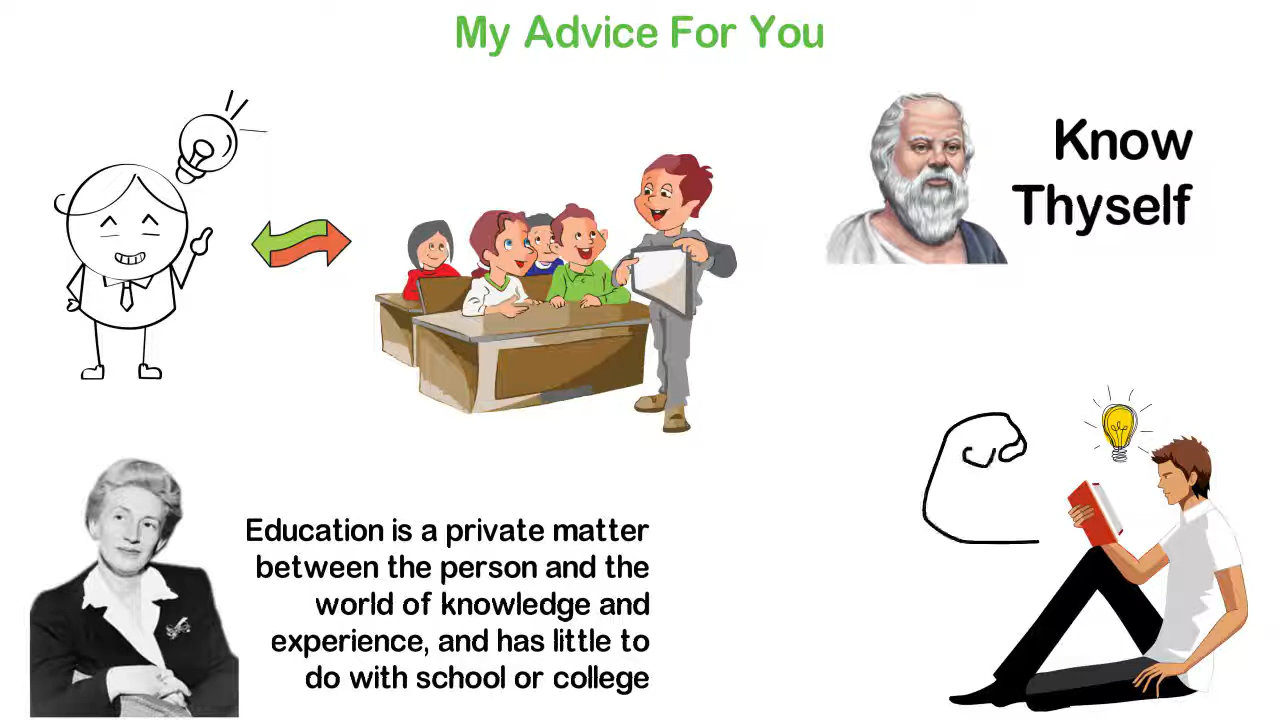 My Advice For You
Know
Thyself
Education is a private matter
between the person and the
world of knowledge and
experience, and has little to
do with school or college